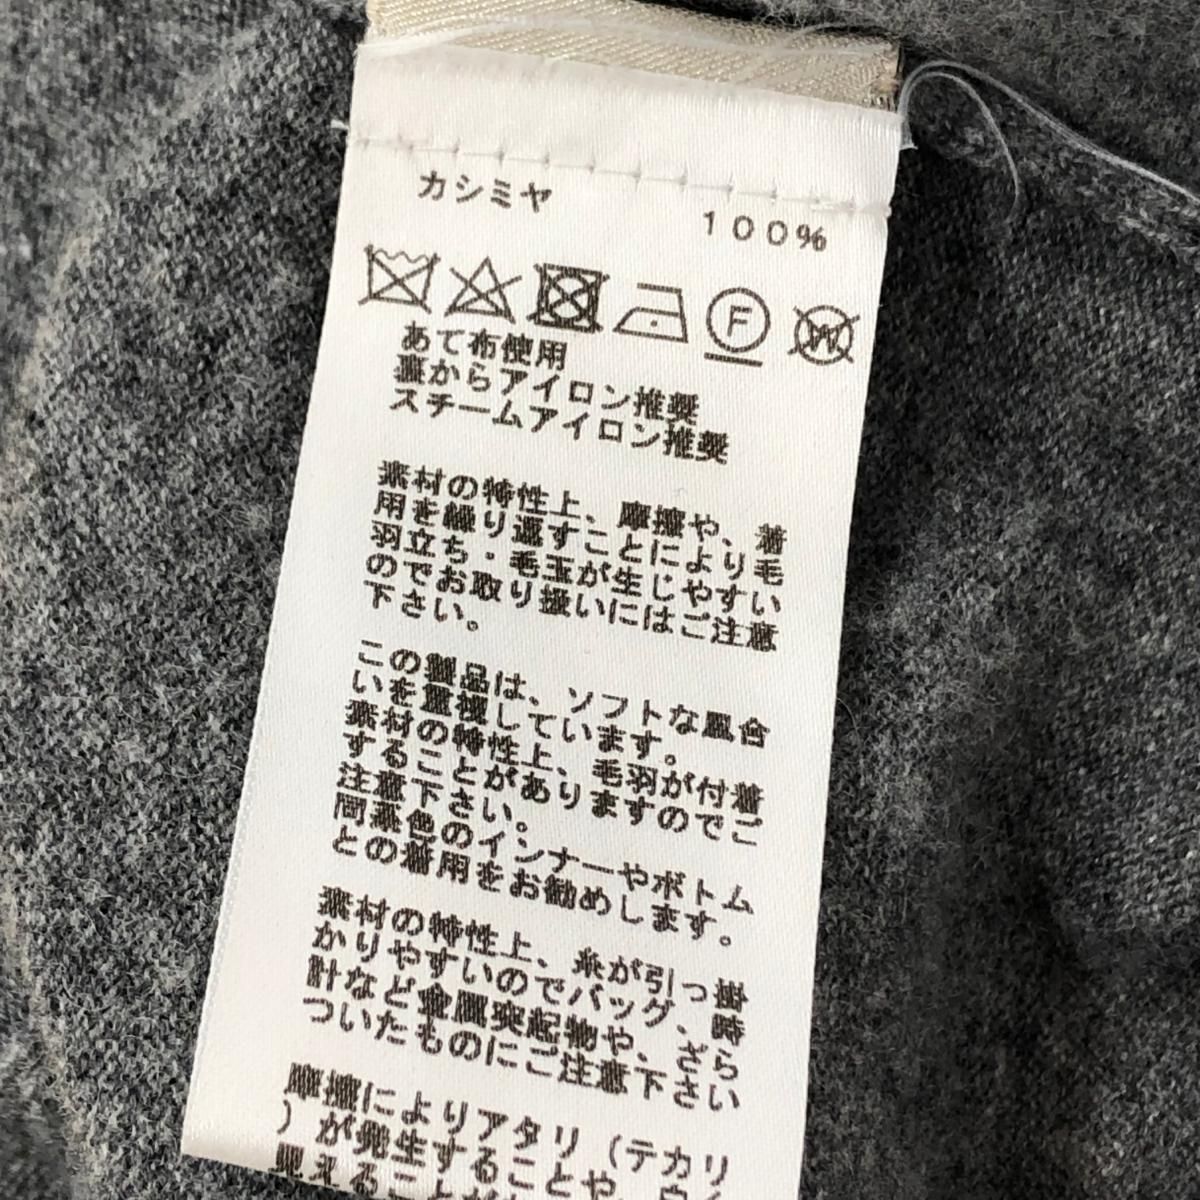 カシミヤ 100%
F W
あて布使用
裏からアイロン推奨
スチームアイロン推奨
素材の特性上、摩擦や、着
用を繰り返すことにより毛
羽立ち・毛玉が生じやすい
のでお取り扱いにはご注意
下さい。
この製品は、ソフトな風合
いを重視しています。
素材の特性上、毛羽が付着
することがありますのでご
注意下さい。
同系色のインナーやボトム
との着用をお勧めします。
素材の特性上、糸が引っ掛
かりやすいのでバッグ、時
計など金属突起物や、ざら
ついたものにご注意下さい
摩擦によりアタリ（テカリ
）が発生することや、白く
見えることが